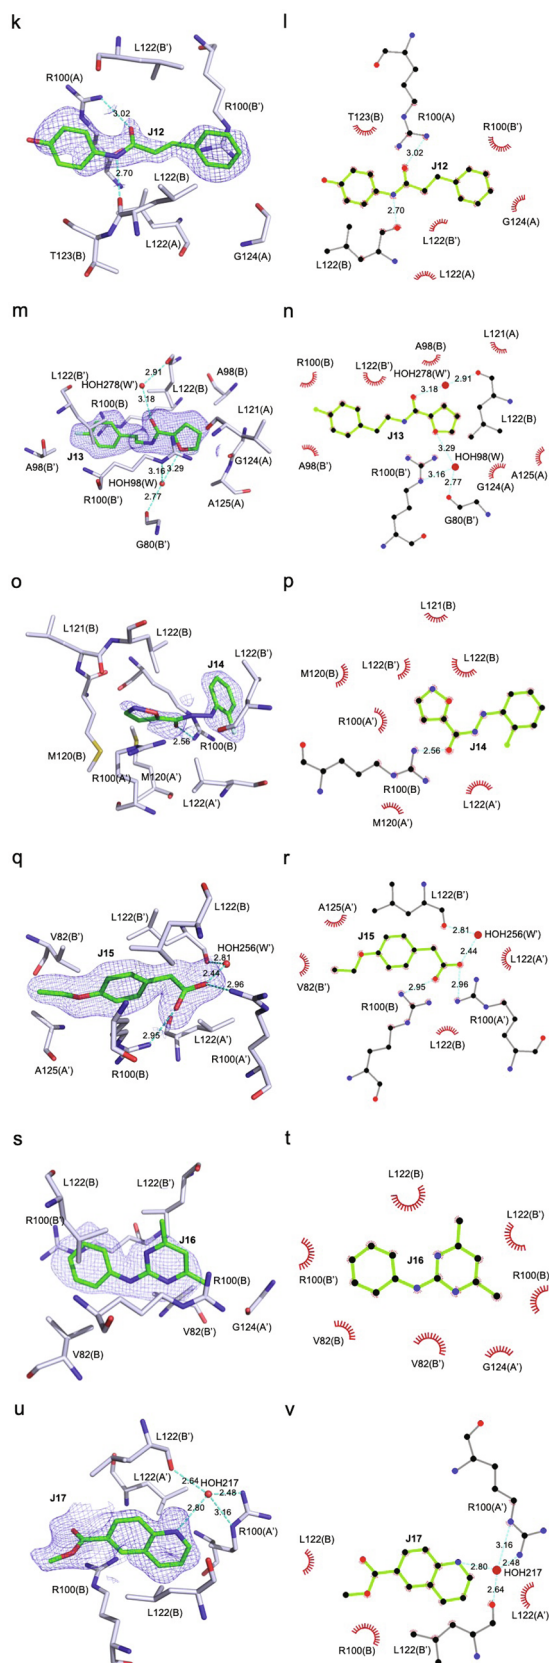 k
L122(B')
R100(A)
R100(B')
3.02
J12
2.70
L122(B)
L122(A)
T123(B)
G124(A)
l
T123(B)
R100(A)
R100(B')
3.02
J12
2.70
G124(A)
L122(B')
L122(B)
L122(A)
m
2.91
HOH278(W')
A98(B)
L122(B')
3.18
L122(B)
R100(B)
L121(A)
J13
A98(B')
G124(A)
3.16
3.29
HOH98(W)
R100(B')
2.77
A125(A)
G80(B')
n
L121(A)
A98(B)
R100(B)
L122(B')
HOH278(W')
3.18
2.91
L122(B)
J13
3.29
A98(B')
R100(B')
HOH98(W)
A125(A)
3.16
2.77
G124(A)
G80(B')
o
L121(B)
L122(B)
J14
L122(B')
2.56
R100(B)
M120(B)
R100(A')
M120(A')
L122(A')
p
L121(B)
M120(B)
L122(B')
L122(B)
R100(A')
J14
2.56
R100(B)
L122(A')
M120(A')
q
L122(B)
L122(B')
V82(B')
HOH256(W')
J15
2.81
2.44
2.96
2.95
L122(A')
A125(A')
R100(B)
R100(A')
r
L122(B')
A125(A')
J15
2.81
HOH256(W')
2.44
V82(B')
L122(A')
2.95
2.96
R100(B)
R100(A')
L122(B)
s
L122(B)
L122(B')
R100(B')
J16
R100(B)
V82(B')
G124(A')
V82(B)
t
L122(B)
L122(B')
J16
R100(B')
R100(B)
V82(B)
V82(B')
G124(A')
u
L122(B')
L122(A')
2.64
HOH217
J17
2.48
2.80
3.16
R100(A')
R100(B)
L122(B)
v
R100(A')
J17
3.16
L122(B)
2.80
2.48
HOH217
2.64
L122(A')
R100(B)
L122(B')